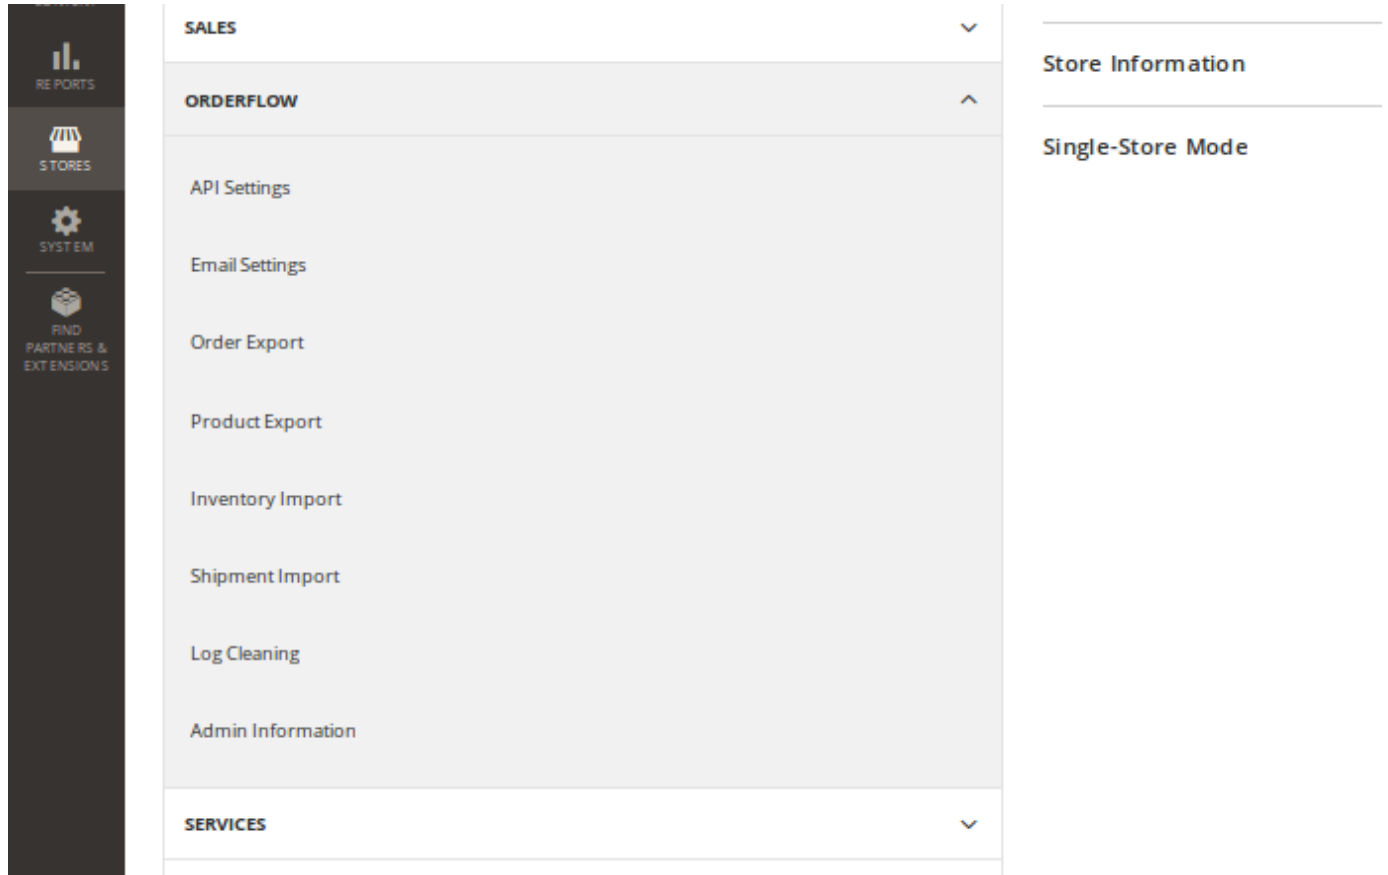 REPORTS
STORES
SYSTEM
FIND
PARTNERS &
EXTENSIONS
SALES
ORDERFLOW
API Settings
Email Settings
Order Export
Product Export
Inventory Import
Shipment Import
Log Cleaning
Admin Information
SERVICES
Store Information
Single-Store Mode